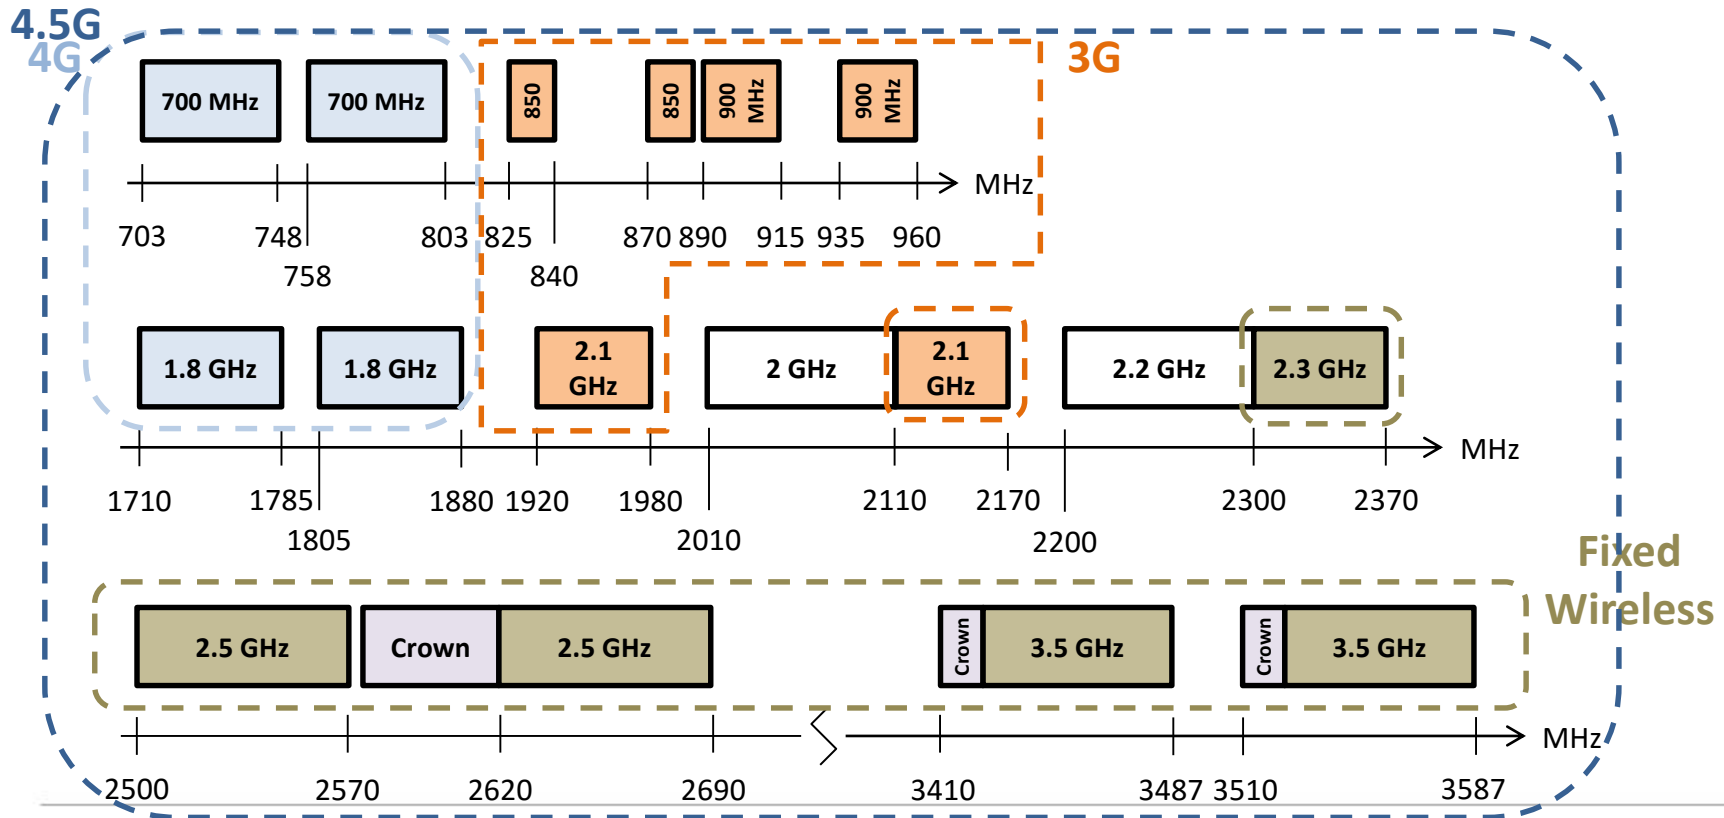 4.5G
4G
3G
700 MHz 700 MHz 850 850 900 MHz 900 MHz
MHz
703 748 803 825 870 890 915 935 960
758 840
1.8 GHz 1.8 GHz 2.1 GHz 2 GHz 2.1 GHz 2.2 GHz 2.3 GHz
MHz
1710 1785 1880 1920 1980 2110 2170 2300 2370
1805 2010 2200
Fixed
Wireless
2.5 GHz Crown 2.5 GHz Crown 3.5 GHz Crown 3.5 GHz
MHz
2500 2570 2620 2690 3410 3487 3510 3587